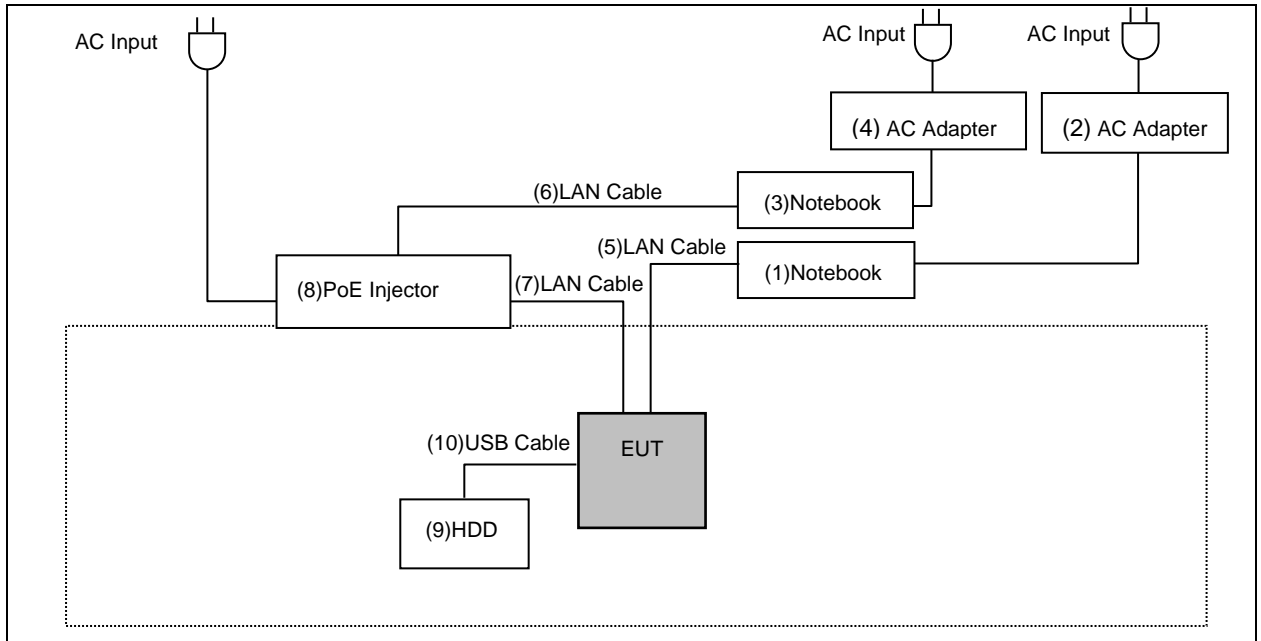 AC Input
AC Input
AC Input
(4) AC Adapter
(2) AC Adapter
(6)LAN Cable
(3)Notebook
(5)LAN Cable
(1)Notebook
(8)PoE Injector
(7)LAN Cable
(10)USB Cable
EUT
(9)HDD